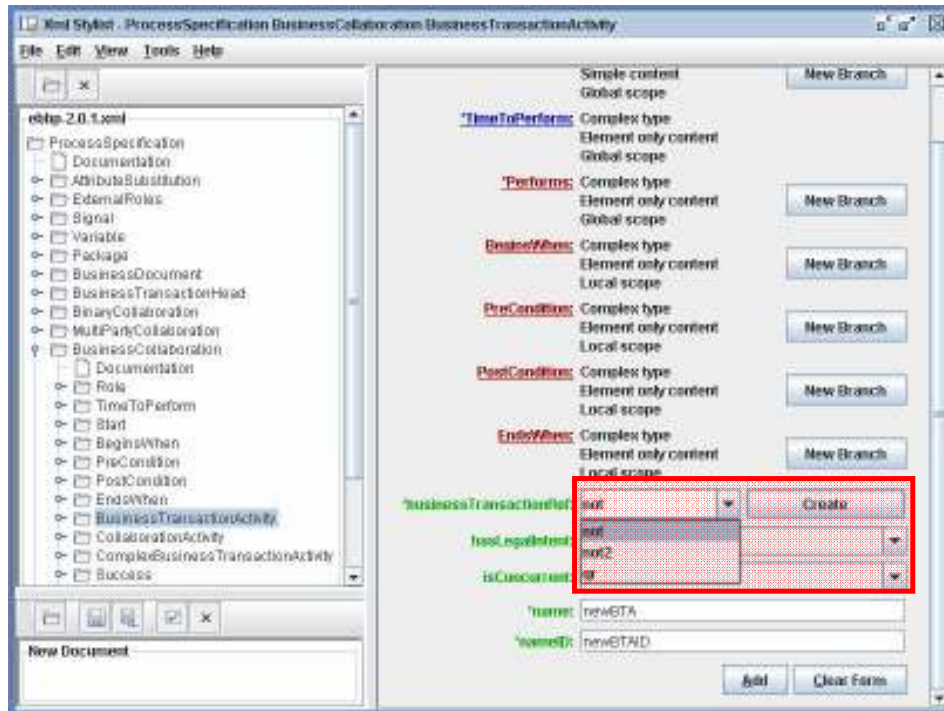 Xml Stylist - ProcessSpecification BusinessCollaboration BusinessTransactionActivity
File Edit View Tools Help
ebbp-2.0.1.xml
ProcessSpecification
Documentation
AttributeSubstitution
ExternalRoles
Signal
Variable
Package
BusinessDocument
BusinessTransactionHead
BinaryCollaboration
MultiPartyCollaboration
BusinessCollaboration
Documentation
Role
TimeToPerform
Start
BeginsWhen
PreCondition
PostCondition
EndsWhen
BusinessTransactionActivity
CollaborationActivity
ComplexBusinessTransactionActivity
Success
New Document
Simple content
New Branch
Global scope
*TimeToPerform: Complex type
Element only content
Global scope
*Performs: Complex type
Element only content
New Branch
Global scope
BeginsWhen: Complex type
Element only content
New Branch
Local scope
PreCondition: Complex type
Element only content
New Branch
Local scope
PostCondition: Complex type
Element only content
New Branch
Local scope
EndsWhen: Complex type
Element only content
New Branch
Local scope
*businessTransactionRef: not
Create
not
not2
hasLegalIntent:
isConcurrent:
*name: newBTA
*nameID: newBTAID
Add
Clear Form